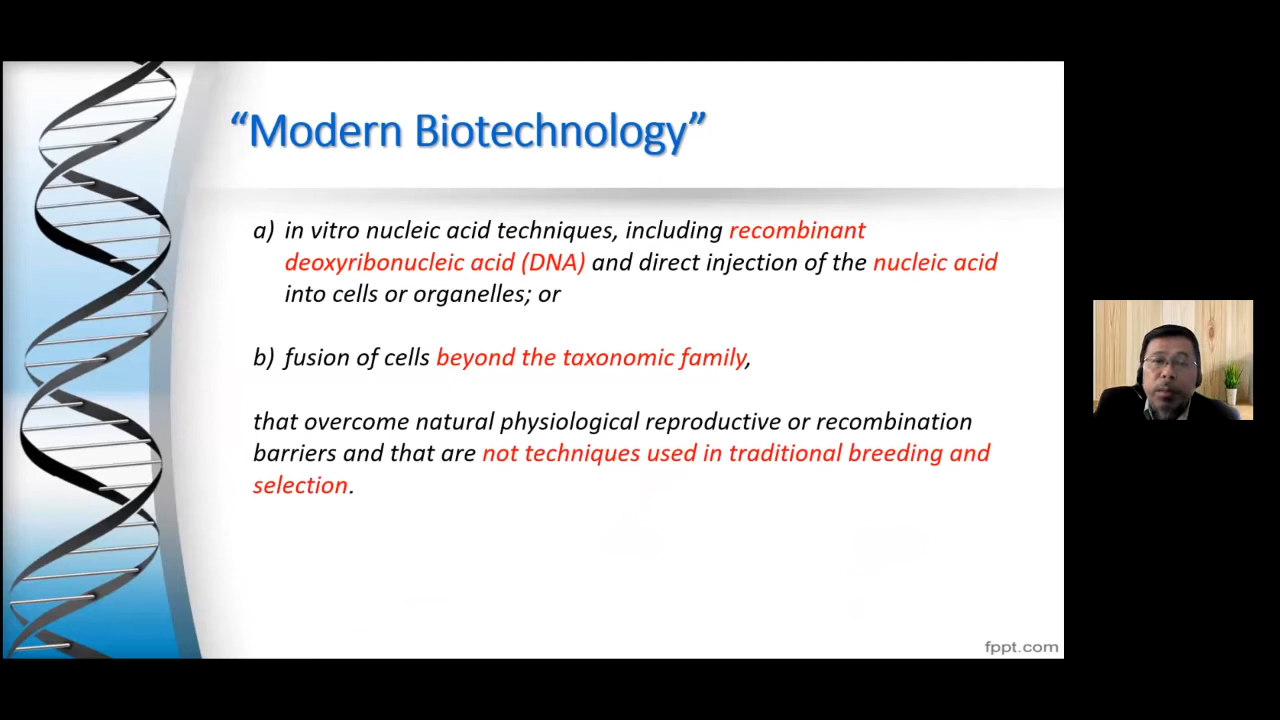 “Modern Biotechnology”
a) in vitro nucleic acid techniques, including recombinant
deoxyribonucleic acid (DNA) and direct injection of the nucleic acid
into cells or organelles; or
b) fusion of cells beyond the taxonomic family,
that overcome natural physiological reproductive or recombination
barriers and that are not techniques used in traditional breeding and
selection.
fppt.com